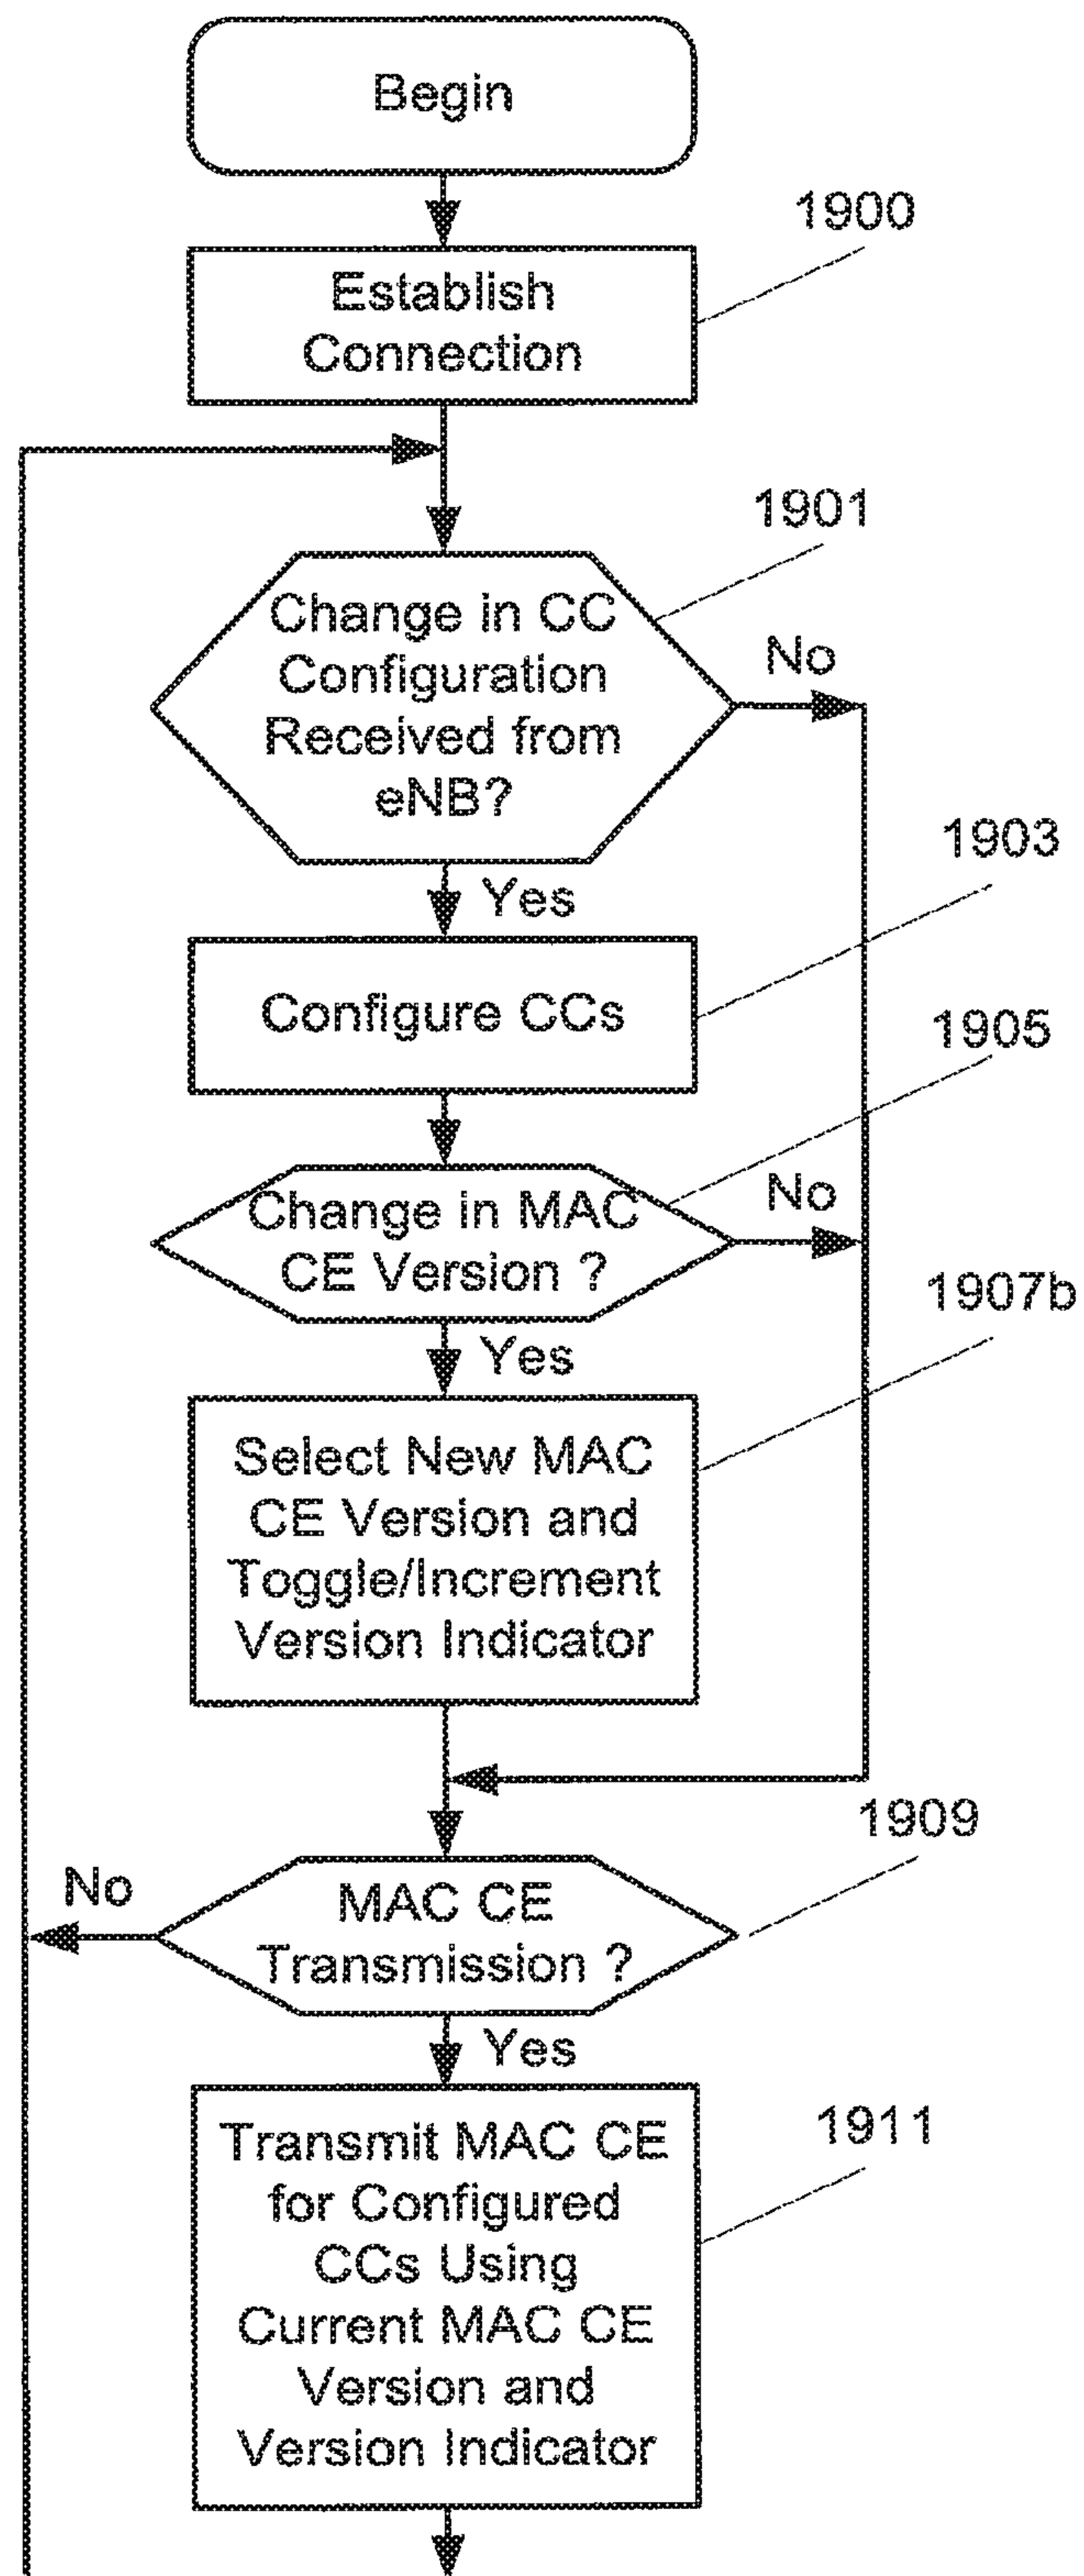 Begin
1900
Establish
Connection
1901
Change in CC
Configuration
Received from
eNB?
No
Yes
1903
Configure CCs
1905
Change in MAC
CE Version ?
No
Yes
1907b
Select New MAC
CE Version and
Toggle/Increment
Version Indicator
1909
MAC CE
Transmission ?
No
Yes
1911
Transmit MAC CE
for Configured
CCs Using
Current MAC CE
Version and
Version Indicator